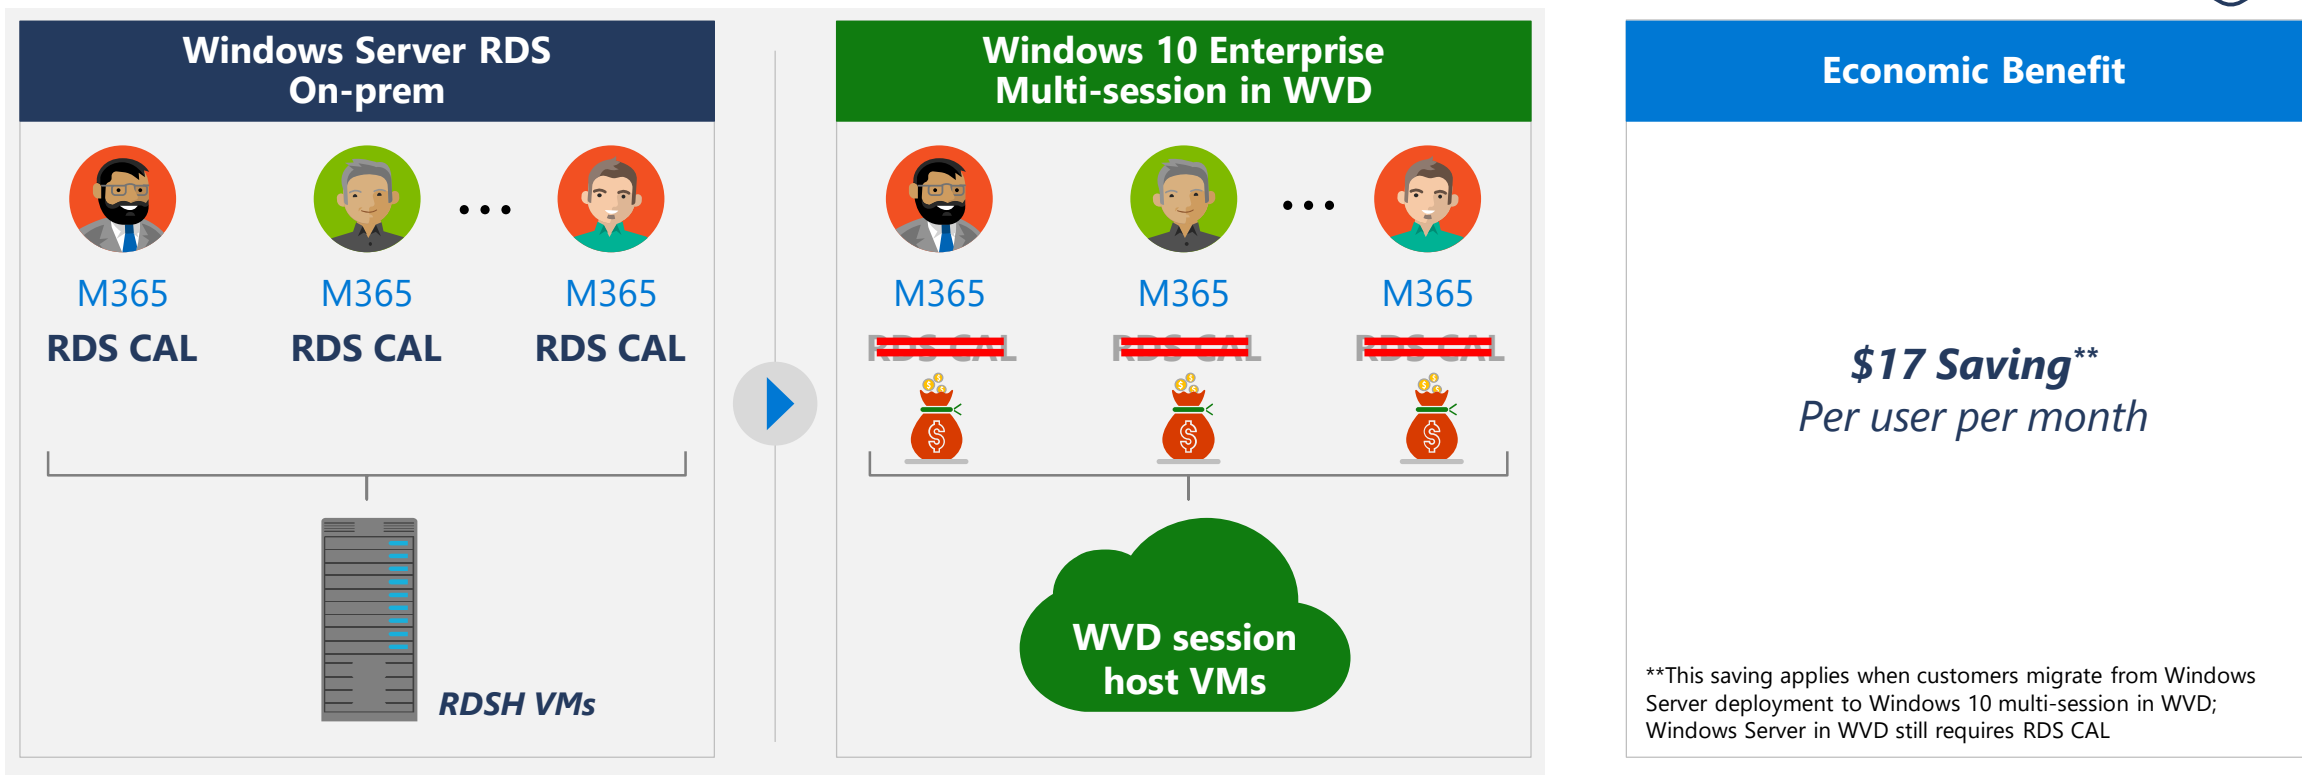 Windows Server RDS
On-prem
M365
M365
M365
RDS CAL
RDS CAL
RDS CAL
RDSH VMs
Windows 10 Enterprise
Multi-session in WVD
M365
M365
M365
RDS CAL
RDS CAL
RDS CAL
WVD session
host VMs
Economic Benefit
$17 Saving**
Per user per month
**This saving applies when customers migrate from Windows
Server deployment to Windows 10 multi-session in WVD;
Windows Server in WVD still requires RDS CAL